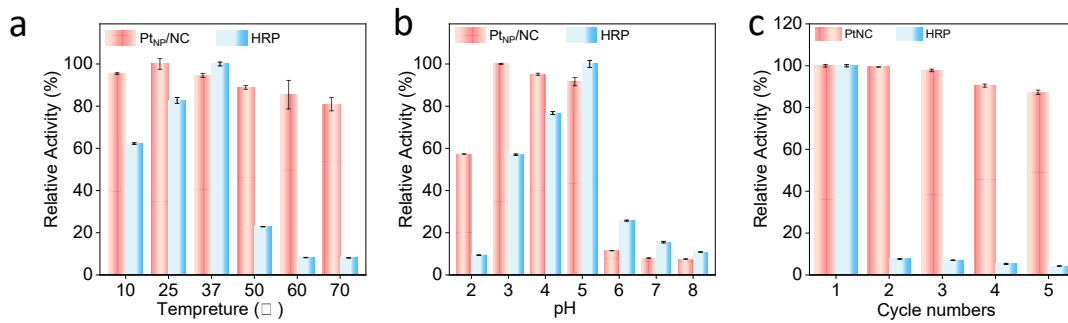 a
Pt_NP/NC HRP
Relative Activity (%)
100
80
60
40
20
0
10 25 37 50 60 70
Tempreture (□)
b
Pt_NP/NC HRP
Relative Activity (%)
100
80
60
40
20
0
2 3 4 5 6 7 8
pH
c
PtNC HRP
Relative Activity (%)
120
100
80
60
40
20
0
1 2 3 4 5
Cycle numbers